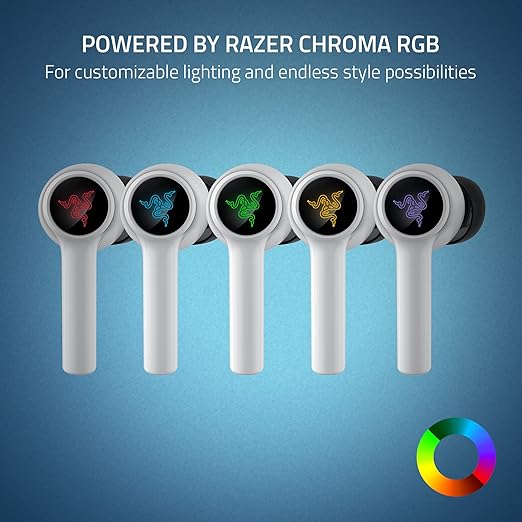 POWERED BY RAZER CHROMA RGB
For customizable lighting and endless style possibilities